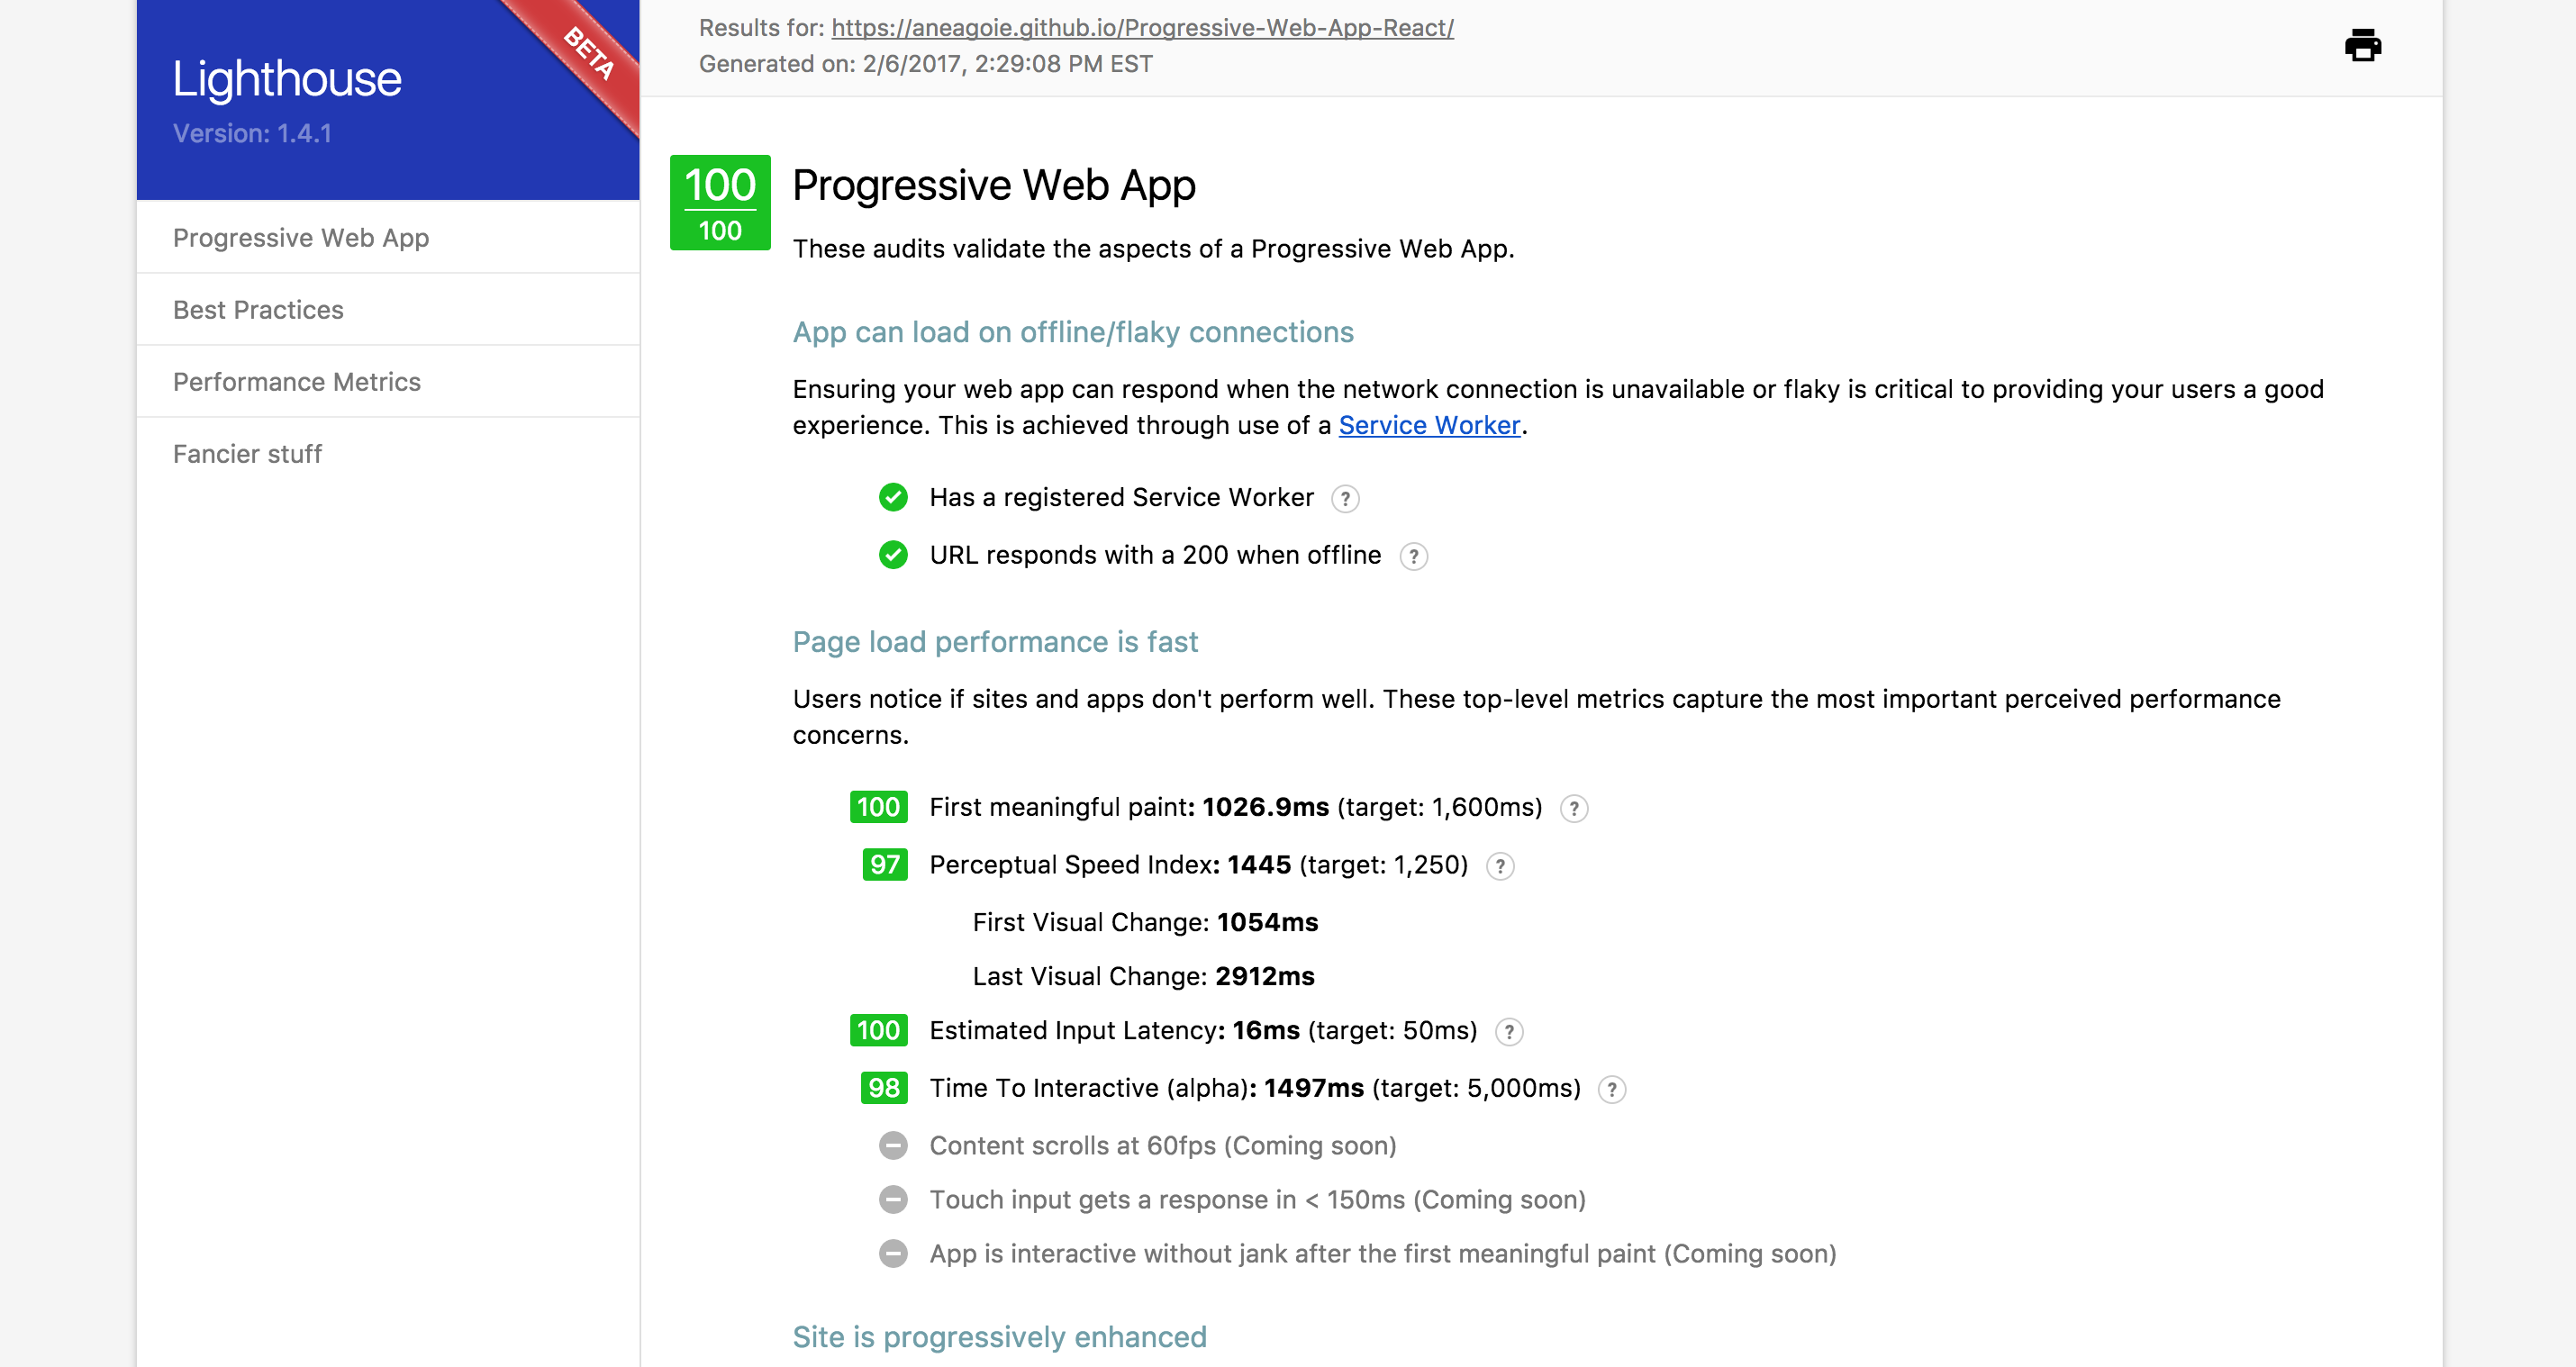 Lighthouse
Version: 1.4.1
BETA
Progressive Web App
Best Practices
Performance Metrics
Fancier stuff
Results for: https://aneagoie.github.io/Progressive-Web-App-React/
Generated on: 2/6/2017, 2:29:08 PM EST
100
100
Progressive Web App
These audits validate the aspects of a Progressive Web App.
App can load on offline/flaky connections
Ensuring your web app can respond when the network connection is unavailable or flaky is critical to providing your users a good
experience. This is achieved through use of a Service Worker.
Has a registered Service Worker ?
URL responds with a 200 when offline ?
Page load performance is fast
Users notice if sites and apps don't perform well. These top-level metrics capture the most important perceived performance
concerns.
100 First meaningful paint: 1026.9ms (target: 1,600ms) ?
97 Perceptual Speed Index: 1445 (target: 1,250) ?
First Visual Change: 1054ms
Last Visual Change: 2912ms
100 Estimated Input Latency: 16ms (target: 50ms) ?
98 Time To Interactive (alpha): 1497ms (target: 5,000ms) ?
Content scrolls at 60fps (Coming soon)
Touch input gets a response in < 150ms (Coming soon)
App is interactive without jank after the first meaningful paint (Coming soon)
Site is progressively enhanced